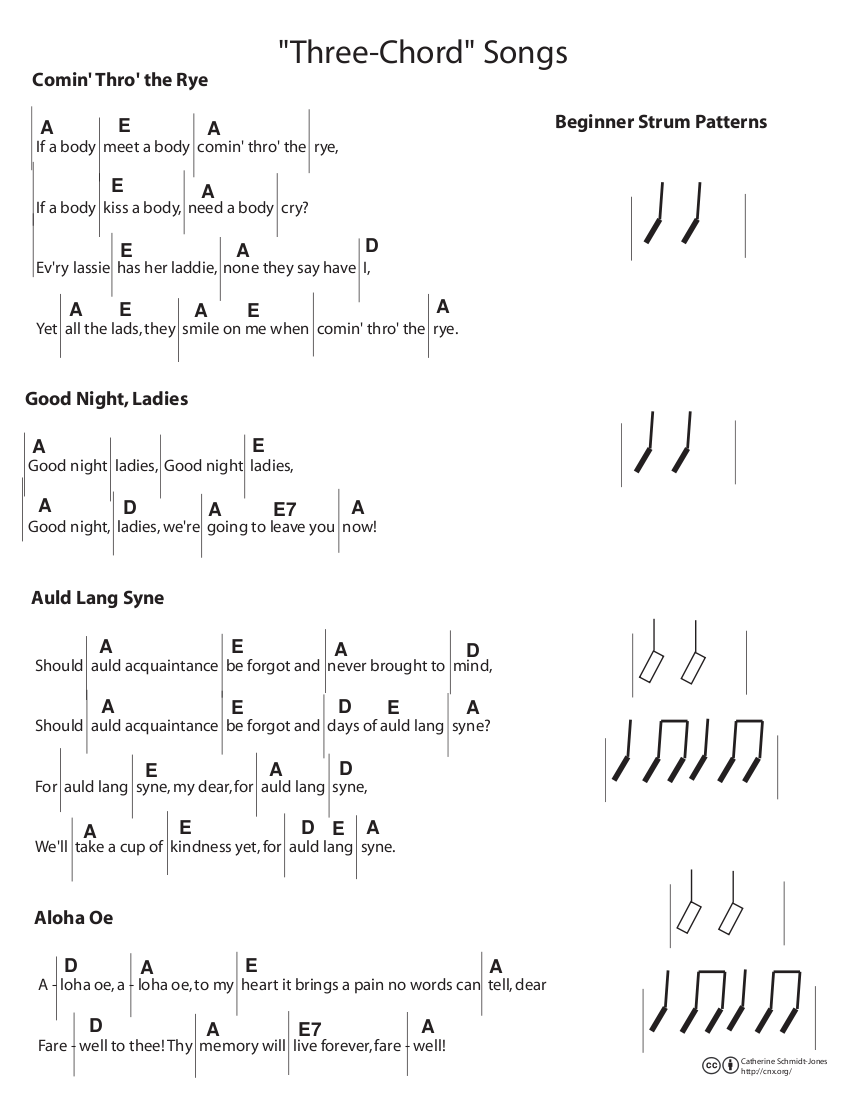 "Three-Chord" Songs
Comin' Thro' the Rye
Beginner Strum Patterns
A E A
If a body meet a body comin' thro' the rye,
E A
If a body kiss a body, need a body cry?
E A D
Ev'ry lassie has her laddie, none they say have I,
A E A E A
Yet all the lads, they smile on me when comin' thro' the rye.
Good Night, Ladies
A E
Good night ladies, Good night ladies,
A D A E7 A
Good night, ladies, we're going to leave you now!
Auld Lang Syne
A E A D
Should auld acquaintance be forgot and never brought to mind,
A E D E A
Should auld acquaintance be forgot and days of auld lang syne?
E A D
For auld lang syne, my dear, for auld lang syne,
A E D E A
We'll take a cup of kindness yet, for auld lang syne.
Aloha Oe
D A E A
A - loha oe, a - loha oe, to my heart it brings a pain no words can tell, dear
D A E7 A
Fare - well to thee! Thy memory will live forever, fare - well!
cc
Catherine Schmidt-Jones
http://cnx.org/